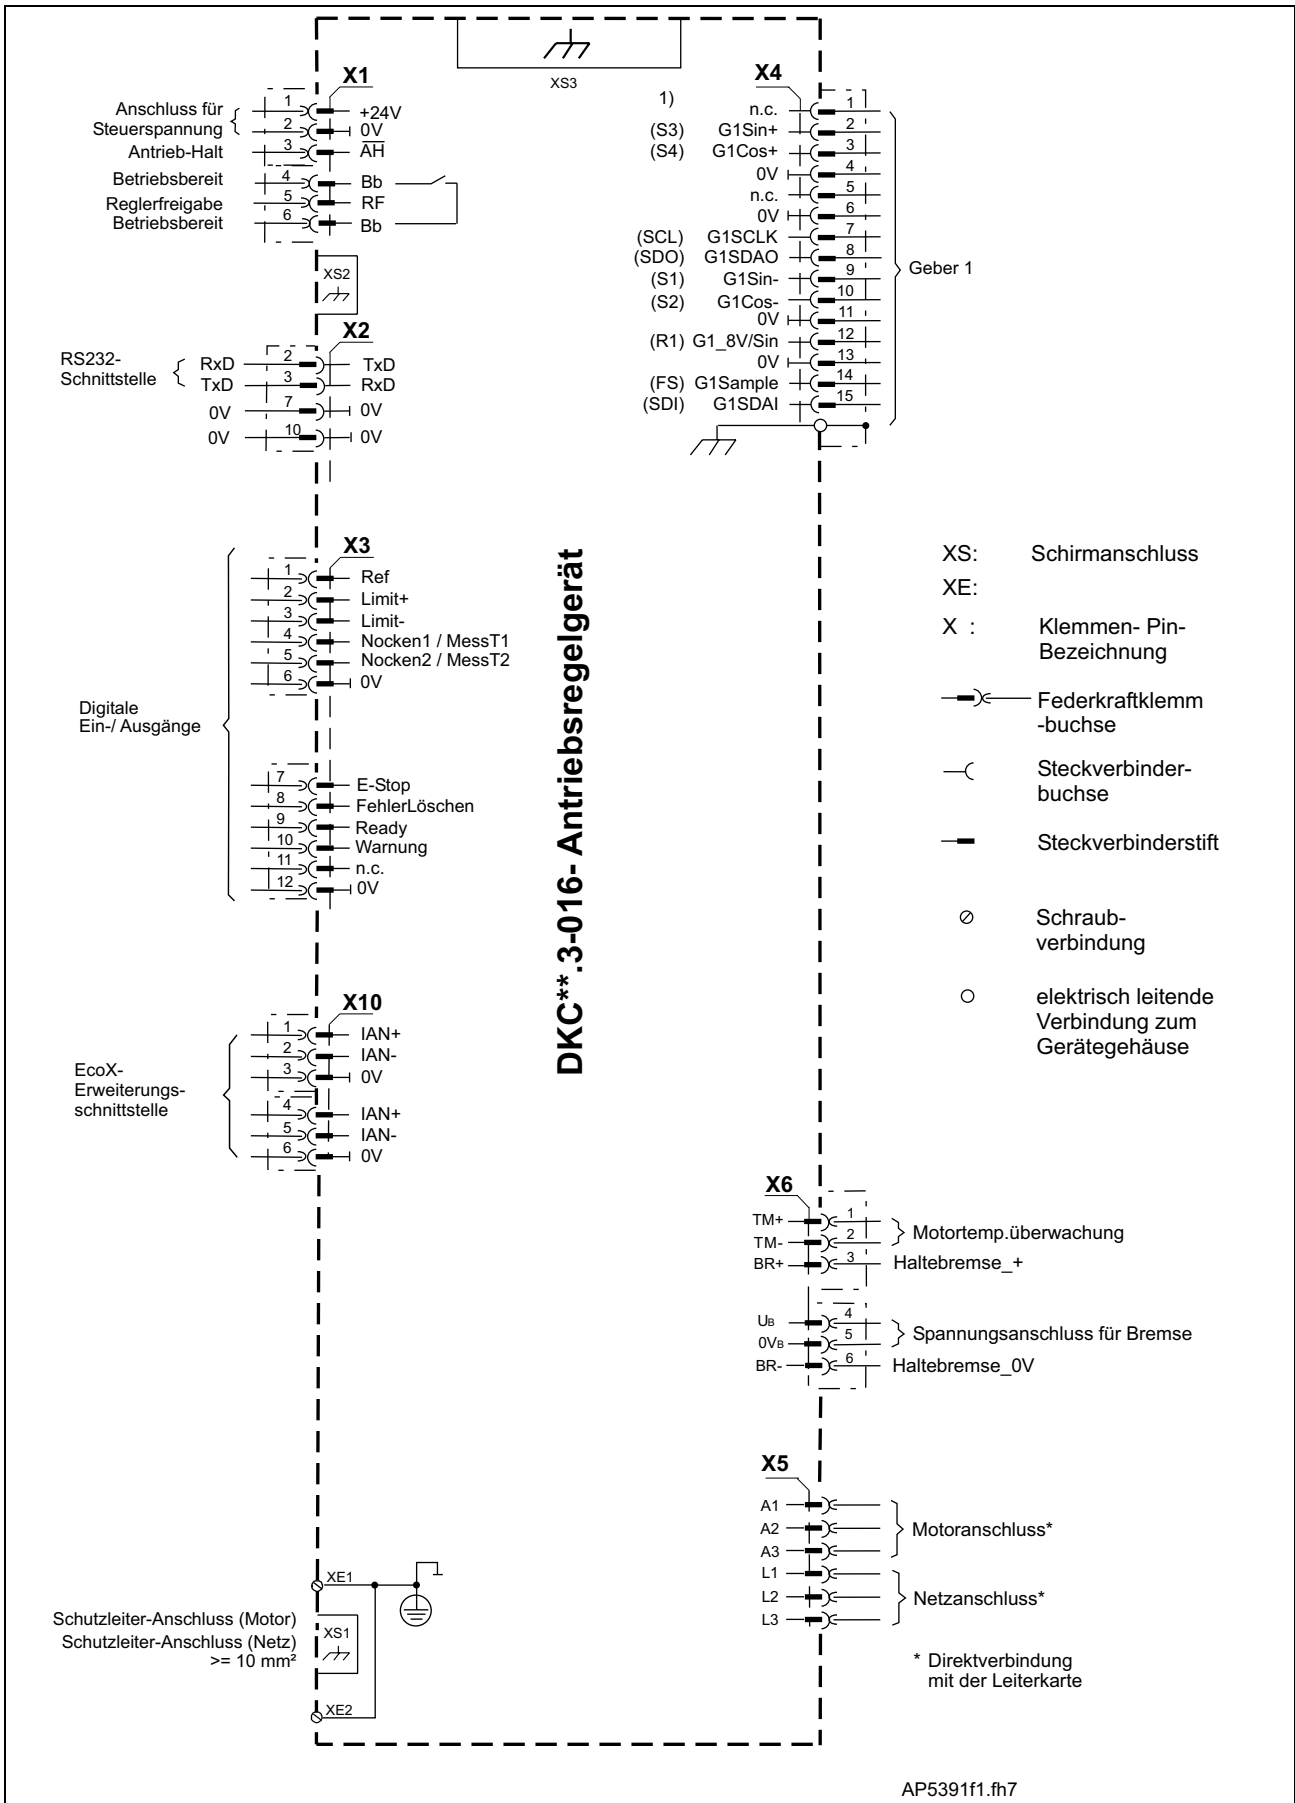 XS3
X1
Anschluss für
Steuerspannung
Antrieb-Halt
1 +24V
2 0V
3 AH
Betriebsbereit 4 Bb
Reglerfreigabe 5 RF
Betriebsbereit 6 Bb
XS2
X2
RS232-
Schnittstelle
RxD 2 TxD
TxD 3 RxD
0V 7 0V
0V 10 0V
X3
1 Ref
2 Limit+
3 Limit-
4 Nocken1 / MessT1
5 Nocken2 / MessT2
6 0V
Digitale
Ein-/ Ausgänge
7 E-Stop
8 FehlerLöschen
9 Ready
10 Warnung
11 n.c.
12 0V
X10
1 IAN+
2 IAN-
3 0V
EcoX-
Erweiterungs-
schnittstelle
4 IAN+
5 IAN-
6 0V
XE1
Schutzleiter-Anschluss (Motor)
Schutzleiter-Anschluss (Netz)
>= 10 mm²
XS1
XE2
DKC**.3-016- Antriebsregelgerät
X4
1)
n.c. 1
(S3) G1Sin+ 2
(S4) G1Cos+ 3
0V 4
n.c. 5
0V 6
(SCL) G1SCLK 7
(SDO) G1SDAO 8
(S1) G1Sin- 9
(S2) G1Cos- 10
0V 11
(R1) G1_8V/Sin 12
0V 13
(FS) G1Sample 14
(SDI) G1SDAI 15
Geber 1
XS: Schirmanschluss
XE:
X : Klemmen- Pin-
Bezeichnung
Federkraftklemm
-buchse
Steckverbinder-
buchse
Steckverbinderstift
Schraub-
verbindung
elektrisch leitende
Verbindung zum
Gerätegehäuse
X6
TM+ 1
TM- 2
Motortemp.überwachung
BR+ 3 Haltebremse_+
UB 4
0VB 5
Spannungsanschluss für Bremse
BR- 6 Haltebremse_0V
X5
A1
A2
A3
Motoranschluss*
L1
L2
L3
Netzanschluss*
* Direktverbindung
mit der Leiterkarte
AP5391f1.fh7